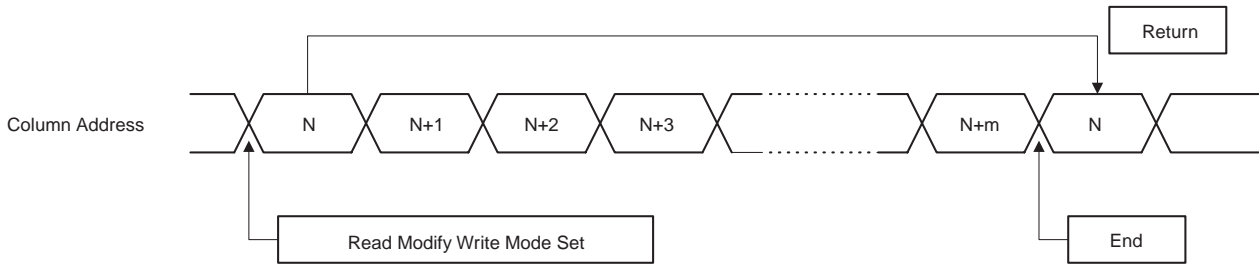 Return
Column Address N N+1 N+2 N+3 N+m N
Read Modify Write Mode Set End